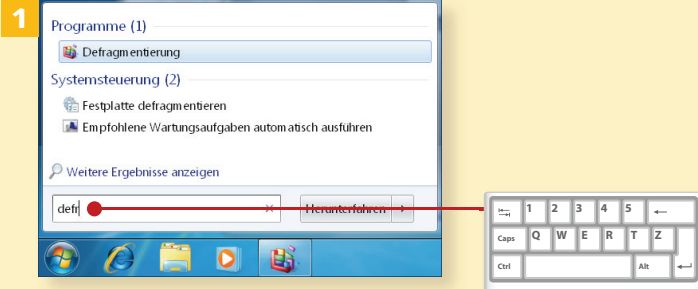 1
Programme (1)
Defragmentierung
Systemsteuerung (2)
Festplatte defragmentieren
Empfohlene Wartungsaufgaben automatisch ausführen
Weitere Ergebnisse anzeigen
defr
Herunterfahren
1 2 3 4 5
Caps Q W E R T Z
Ctrl Alt